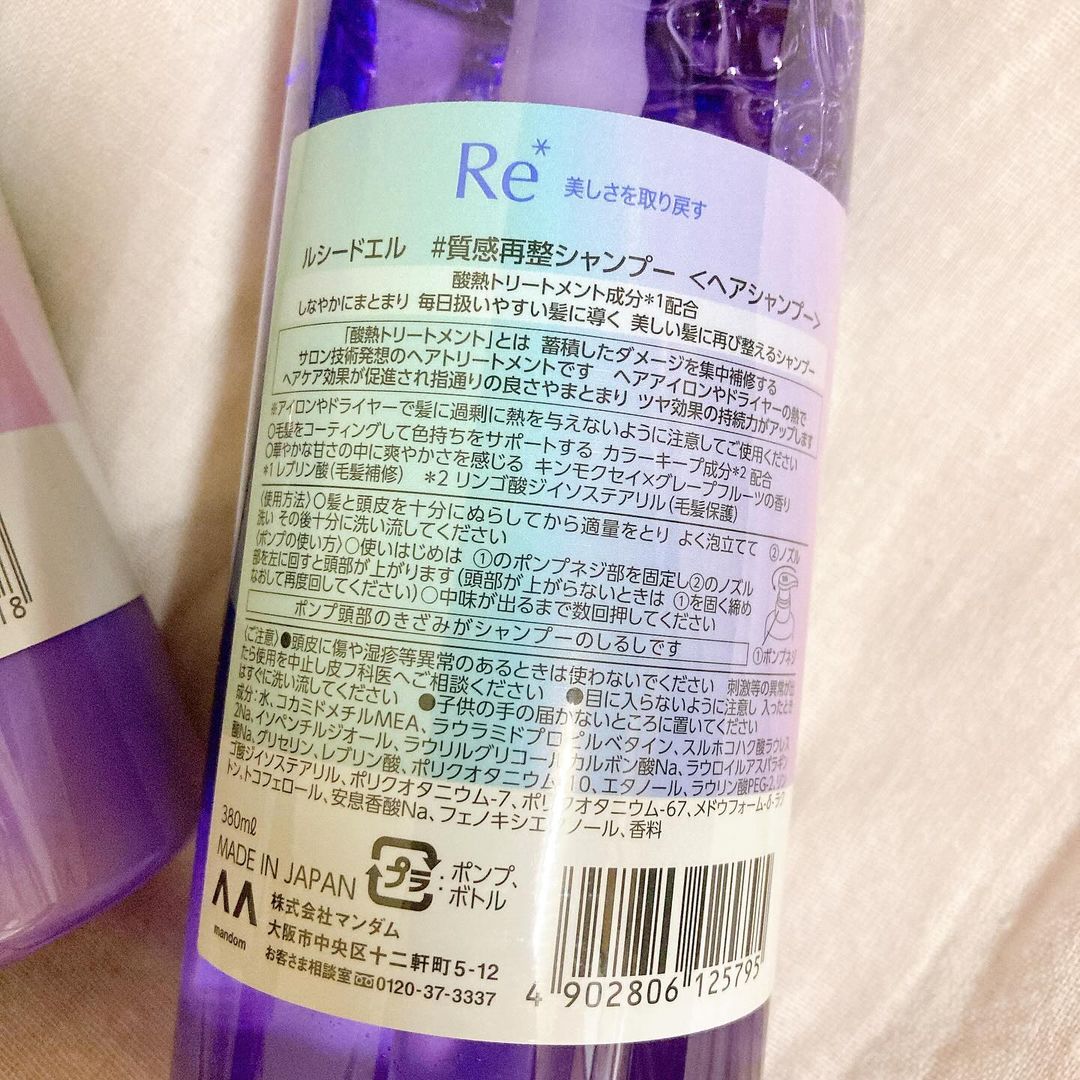 Re*
美しさを取り戻す
ルシードエル #質感再整シャンプー 〈ヘアシャンプー〉
酸熱トリートメント成分*1配合
しなやかにまとまり 毎日扱いやすい髪に導く 美しい髪に再び整えるシャンプー
「酸熱トリートメント」とは 蓄積したダメージを集中補修する
サロン技術発想のヘアトリートメントです ヘアアイロンやドライヤーの熱で
ヘアケア効果が促進され指通りの良さやまとまり ツヤ効果の持続力がアップします
※アイロンやドライヤーで髪に過剰に熱を与えないように注意してご使用ください
○毛髪をコーティングして色持ちをサポートする カラーキープ成分*2 配合
○華やかな甘さの中に爽やかさを感じる キンモクセイ×グレープフルーツの香り
*1 レブリン酸(毛髪補修) *2 リンゴ酸ジイソステアリル(毛髪保護)
〈使用方法〉○髪と頭皮を十分にぬらしてから適量をとり よく泡立てて
洗い その後十分に洗い流してください
〈ポンプの使い方〉○使いはじめは ①のポンプネジ部を固定し②のノズル
部を左に回すと頭部が上がります(頭部が上がらないときは ①を固く締め
なおして再度回してください)○中味が出るまで数回押してください
②ノズル
①ポンプネジ
ポンプ頭部のきざみがシャンプーのしるしです
〈ご注意〉●頭皮に傷や湿疹等異常のあるときは使わないでください 刺激等の異常が出
たら使用を中止し皮フ科医へご相談ください ●目に入らないように注意し 入ったとき
はすぐに洗い流してください ●子供の手の届かないところに置いてください
成分:水、コカミドメチルMEA、ラウラミドプロピルベタイン、スルホコハク酸ラウレス
2Na、イソペンチルジオール、ラウリルグリコールカルボン酸Na、ラウロイルアスパラギン
酸Na、グリセリン、レブリン酸、ポリクオタニウム-10、エタノール、ラウリン酸PEG-2、リン
ゴ酸ジイソステアリル、ポリクオタニウム-7、ポリクオタニウム-67、メドウフォーム-δ-ラク
トン、トコフェロール、安息香酸Na、フェノキシエタノール、香料
380mℓ
MADE IN JAPAN
プラ
ポンプ、
ボトル
mandom
株式会社マンダム
大阪市中央区十二軒町5-12
お客さま相談室 0120-37-3337
4 902806 125795
8